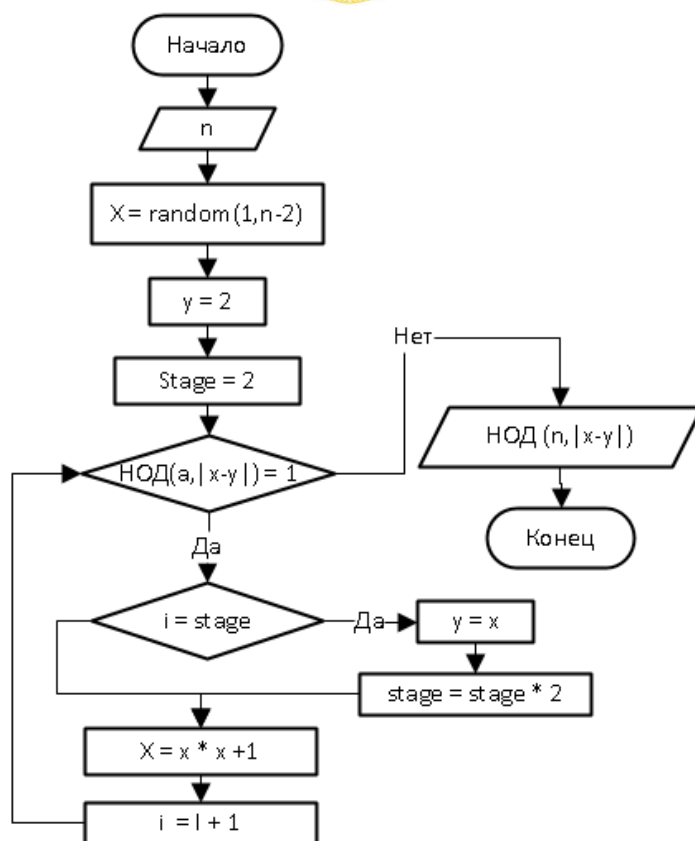 Начало
n
X = random(1,n-2)
y = 2
Stage = 2
НОД(a,|x-y|) = 1
Нет
НОД (n,|x-y|)
Конец
Да
i = stage
Да
y = x
stage = stage * 2
X = x * x +1
i = I + 1